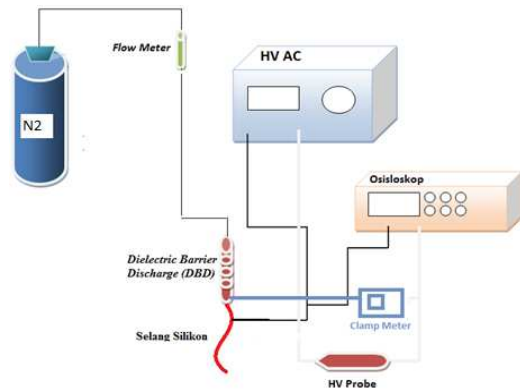 Flow Meter
HV AC
N2
Osisloskop
Dielectric Barrier
Discharge (DBD)
Clamp Meter
Selang Silikon
HV Probe